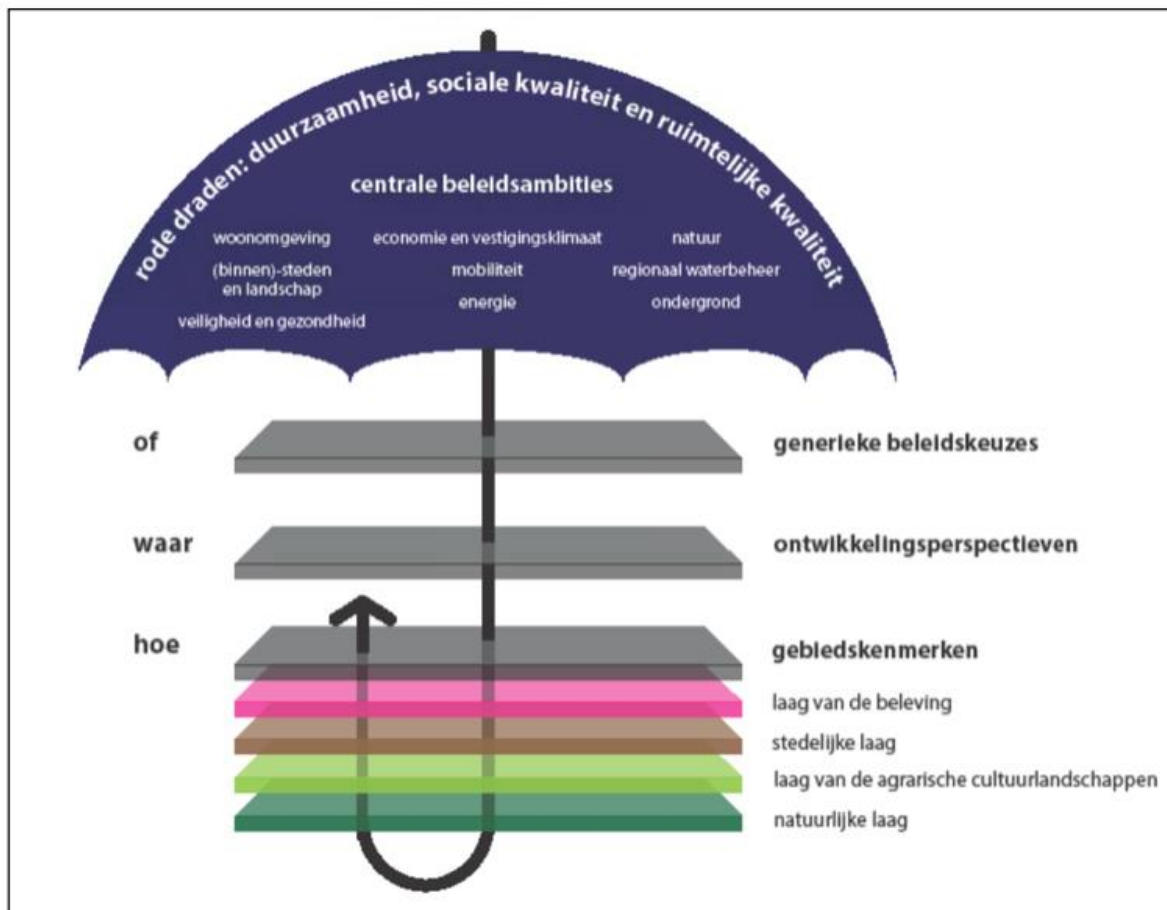 rode draden: duurzaamheid, sociale kwaliteit en ruimtelijke kwaliteit
centrale beleidsambities
woonomgeving
(binnen)-steden
en landschap
veiligheid en gezondheid
economie en vestigingsklimaat
mobiliteit
energie
natuur
regionaal waterbeheer
ondergrond
of
generieke beleidskeuzes
waar
ontwikkelingsperspectieven
hoe
gebiedskenmerken
laag van de beleving
stedelijke laag
laag van de agrarische cultuurlandschappen
natuurlijke laag